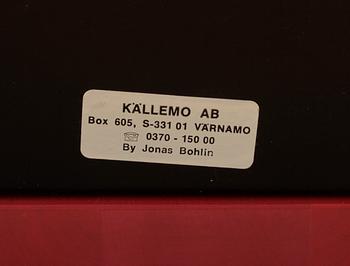 KÄLLEMO AB
Box 605, S-331 01 VÄRNAMO
☏ 0370 - 150 00
By Jonas Bohlin